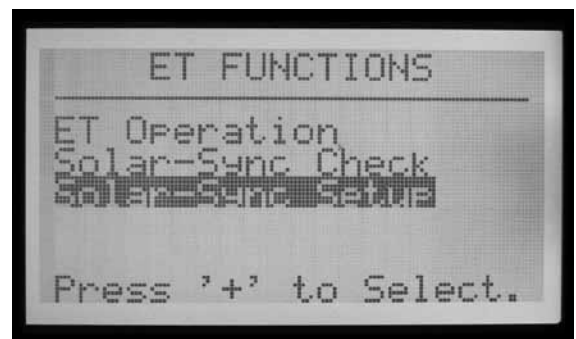 ET FUNCTIONS
ET Operation
Solar-Sync Check
Solar-Sync Setup
Press '+' to Select.